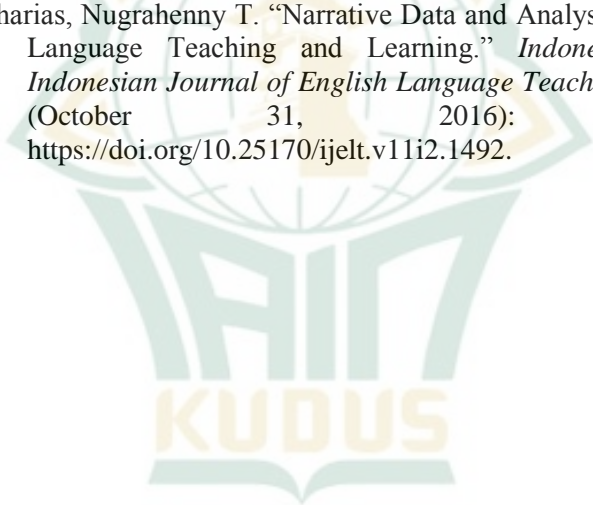 harias, Nugrahenny T. “Narrative Data and Analys
Language Teaching and Learning.” Indone
Indonesian Journal of English Language Teach
(October 31, 2016):
https://doi.org/10.25170/ijelt.v11i2.1492.
IAIN
KUDUS